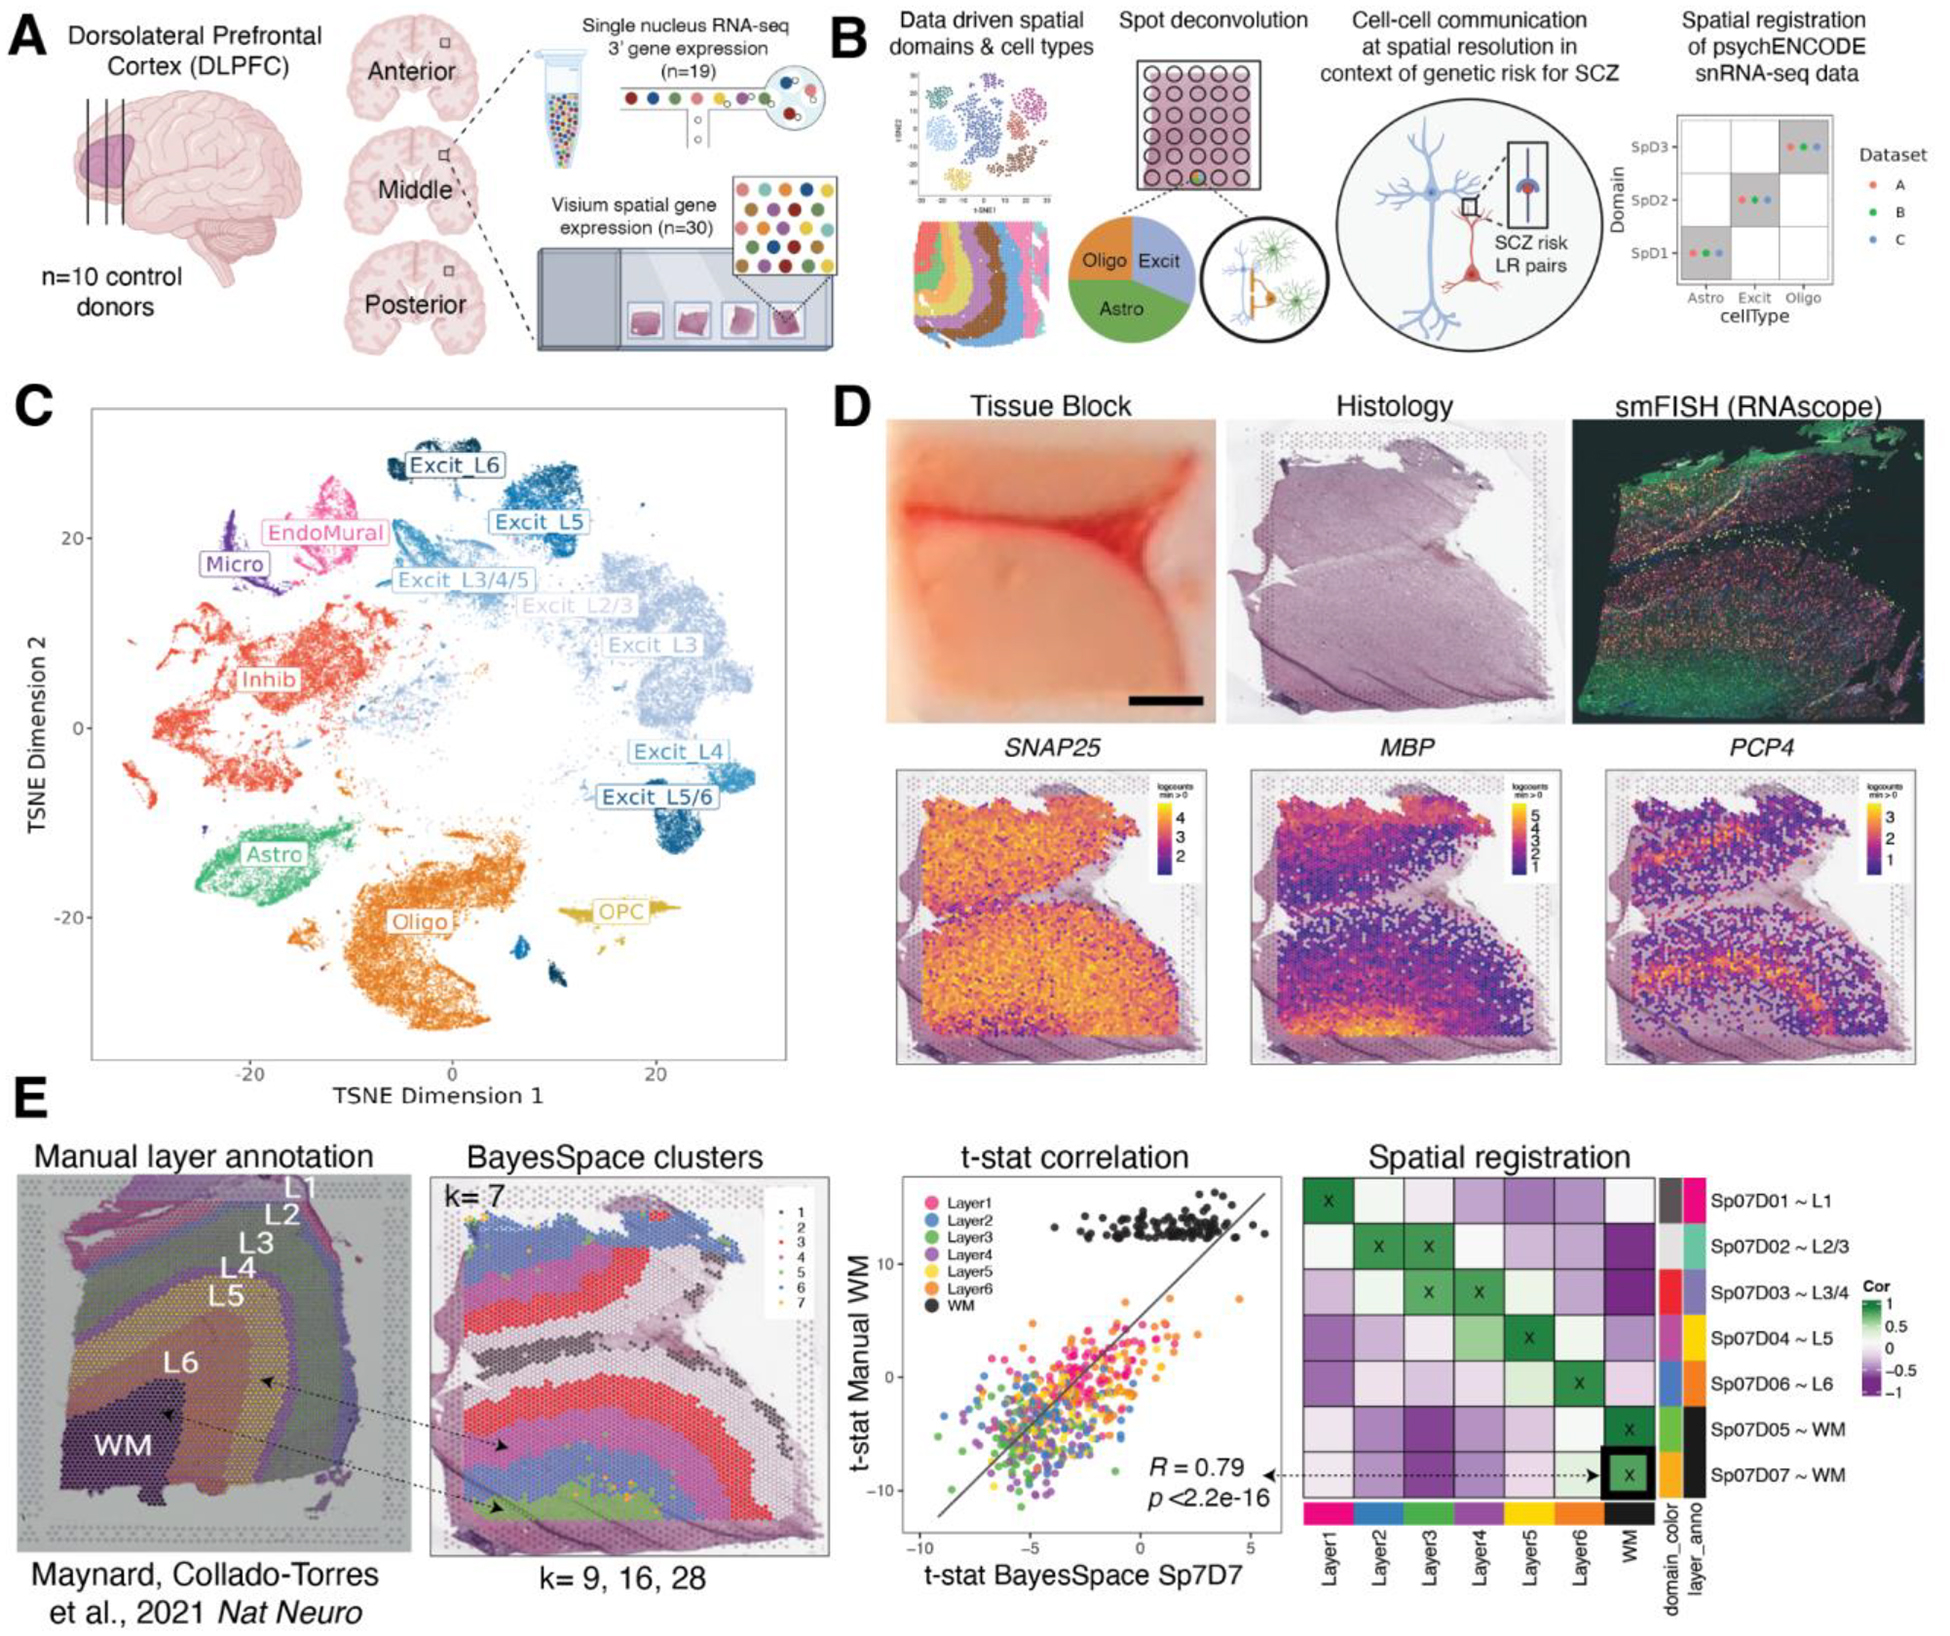 A
Dorsolateral Prefrontal
Cortex (DLPFC)
n=10 control
donors
Anterior
Middle
Posterior
Single nucleus RNA-seq
3' gene expression
(n=19)
Visium spatial gene
expression (n=30)
B
Data driven spatial
domains & cell types
t-SNE1
Spot deconvolution
Oligo
Excit
Astro
Cell-cell communication
at spatial resolution in
context of genetic risk for SCZ
SCZ risk
LR pairs
Spatial registration
of psychENCODE
snRNA-seq data
Domain
SpD3
SpD2
SpD1
Astro
Excit
Oligo
cellType
Dataset
A
B
C
C
TSNE Dimension 2
20
0
-20
Excit_L6
EndoMural
Excit_L5
Micro
Excit_L3/4/5
Excit_L2/3
Excit_L3
Inhib
Excit_L4
Excit_L5/6
Astro
Oligo
OPC
-20
0
20
TSNE Dimension 1
D
Tissue Block
Histology
smFISH (RNAscope)
SNAP25
logcounts
min > 0
4
3
2
MBP
logcounts
min > 0
5
4
3
2
1
PCP4
logcounts
min > 0
3
2
1
E
Manual layer annotation
L1
L2
L3
L4
L5
L6
WM
Maynard, Collado-Torres
et al., 2021 Nat Neuro
BayesSpace clusters
k= 7
1
2
3
4
5
6
7
k= 9, 16, 28
t-stat correlation
t-stat Manual WM
10
0
−10
Layer1
Layer2
Layer3
Layer4
Layer5
Layer6
WM
R = 0.79
p <2.2e-16
−10
−5
0
5
t-stat BayesSpace Sp7D7
Spatial registration
X
Sp07D01 ~ L1
X X
Sp07D02 ~ L2/3
X X
Sp07D03 ~ L3/4
X
Sp07D04 ~ L5
X
Sp07D06 ~ L6
X
Sp07D05 ~ WM
X
Sp07D07 ~ WM
Layer1
Layer2
Layer3
Layer4
Layer5
Layer6
WM
domain_color
layer_anno
Cor
1
0.5
0
−0.5
−1